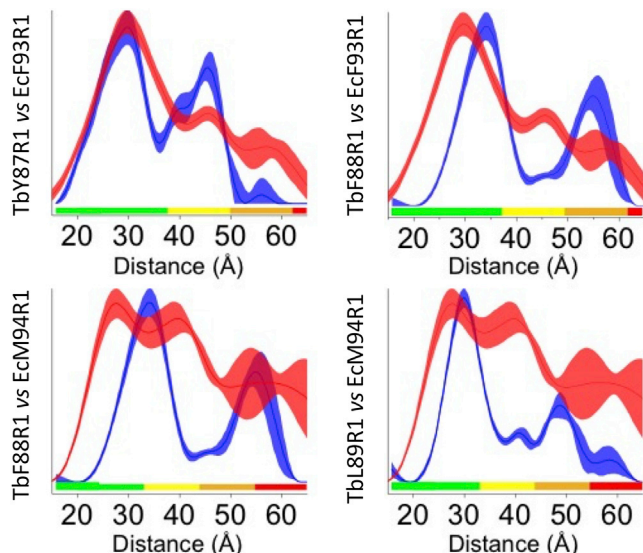 TbY87R1 vs EcF93R1
20 30 40 50 60
Distance (Å)
TbF88R1 vs EcF93R1
20 30 40 50 60
Distance (Å)
TbF88R1 vs EcM94R1
20 30 40 50 60
Distance (Å)
TbL89R1 vs EcM94R1
20 30 40 50 60
Distance (Å)